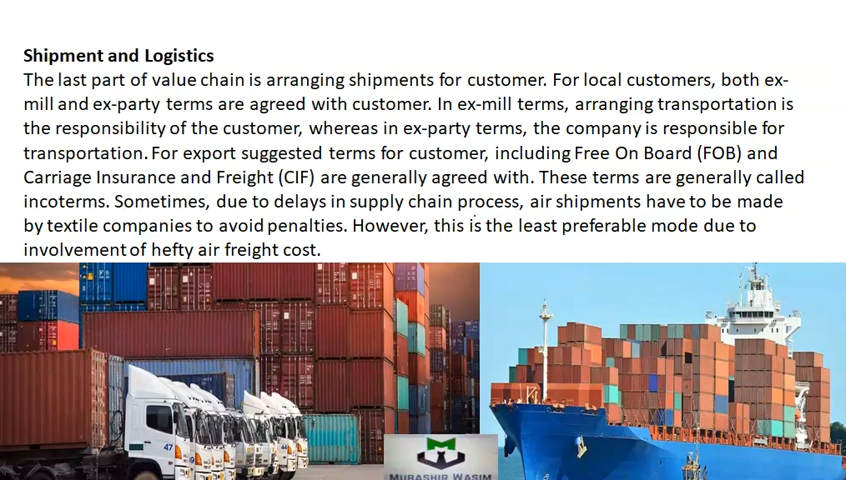 Shipment and Logistics
The last part of value chain is arranging shipments for customer. For local customers, both ex-
mill and ex-party terms are agreed with customer. In ex-mill terms, arranging transportation is
the responsibility of the customer, whereas in ex-party terms, the company is responsible for
transportation. For export suggested terms for customer, including Free On Board (FOB) and
Carriage Insurance and Freight (CIF) are generally agreed with. These terms are generally called
incoterms. Sometimes, due to delays in supply chain process, air shipments have to be made
by textile companies to avoid penalties. However, this is the least preferable mode due to
involvement of hefty air freight cost.
47
MUBASHIR WASIM